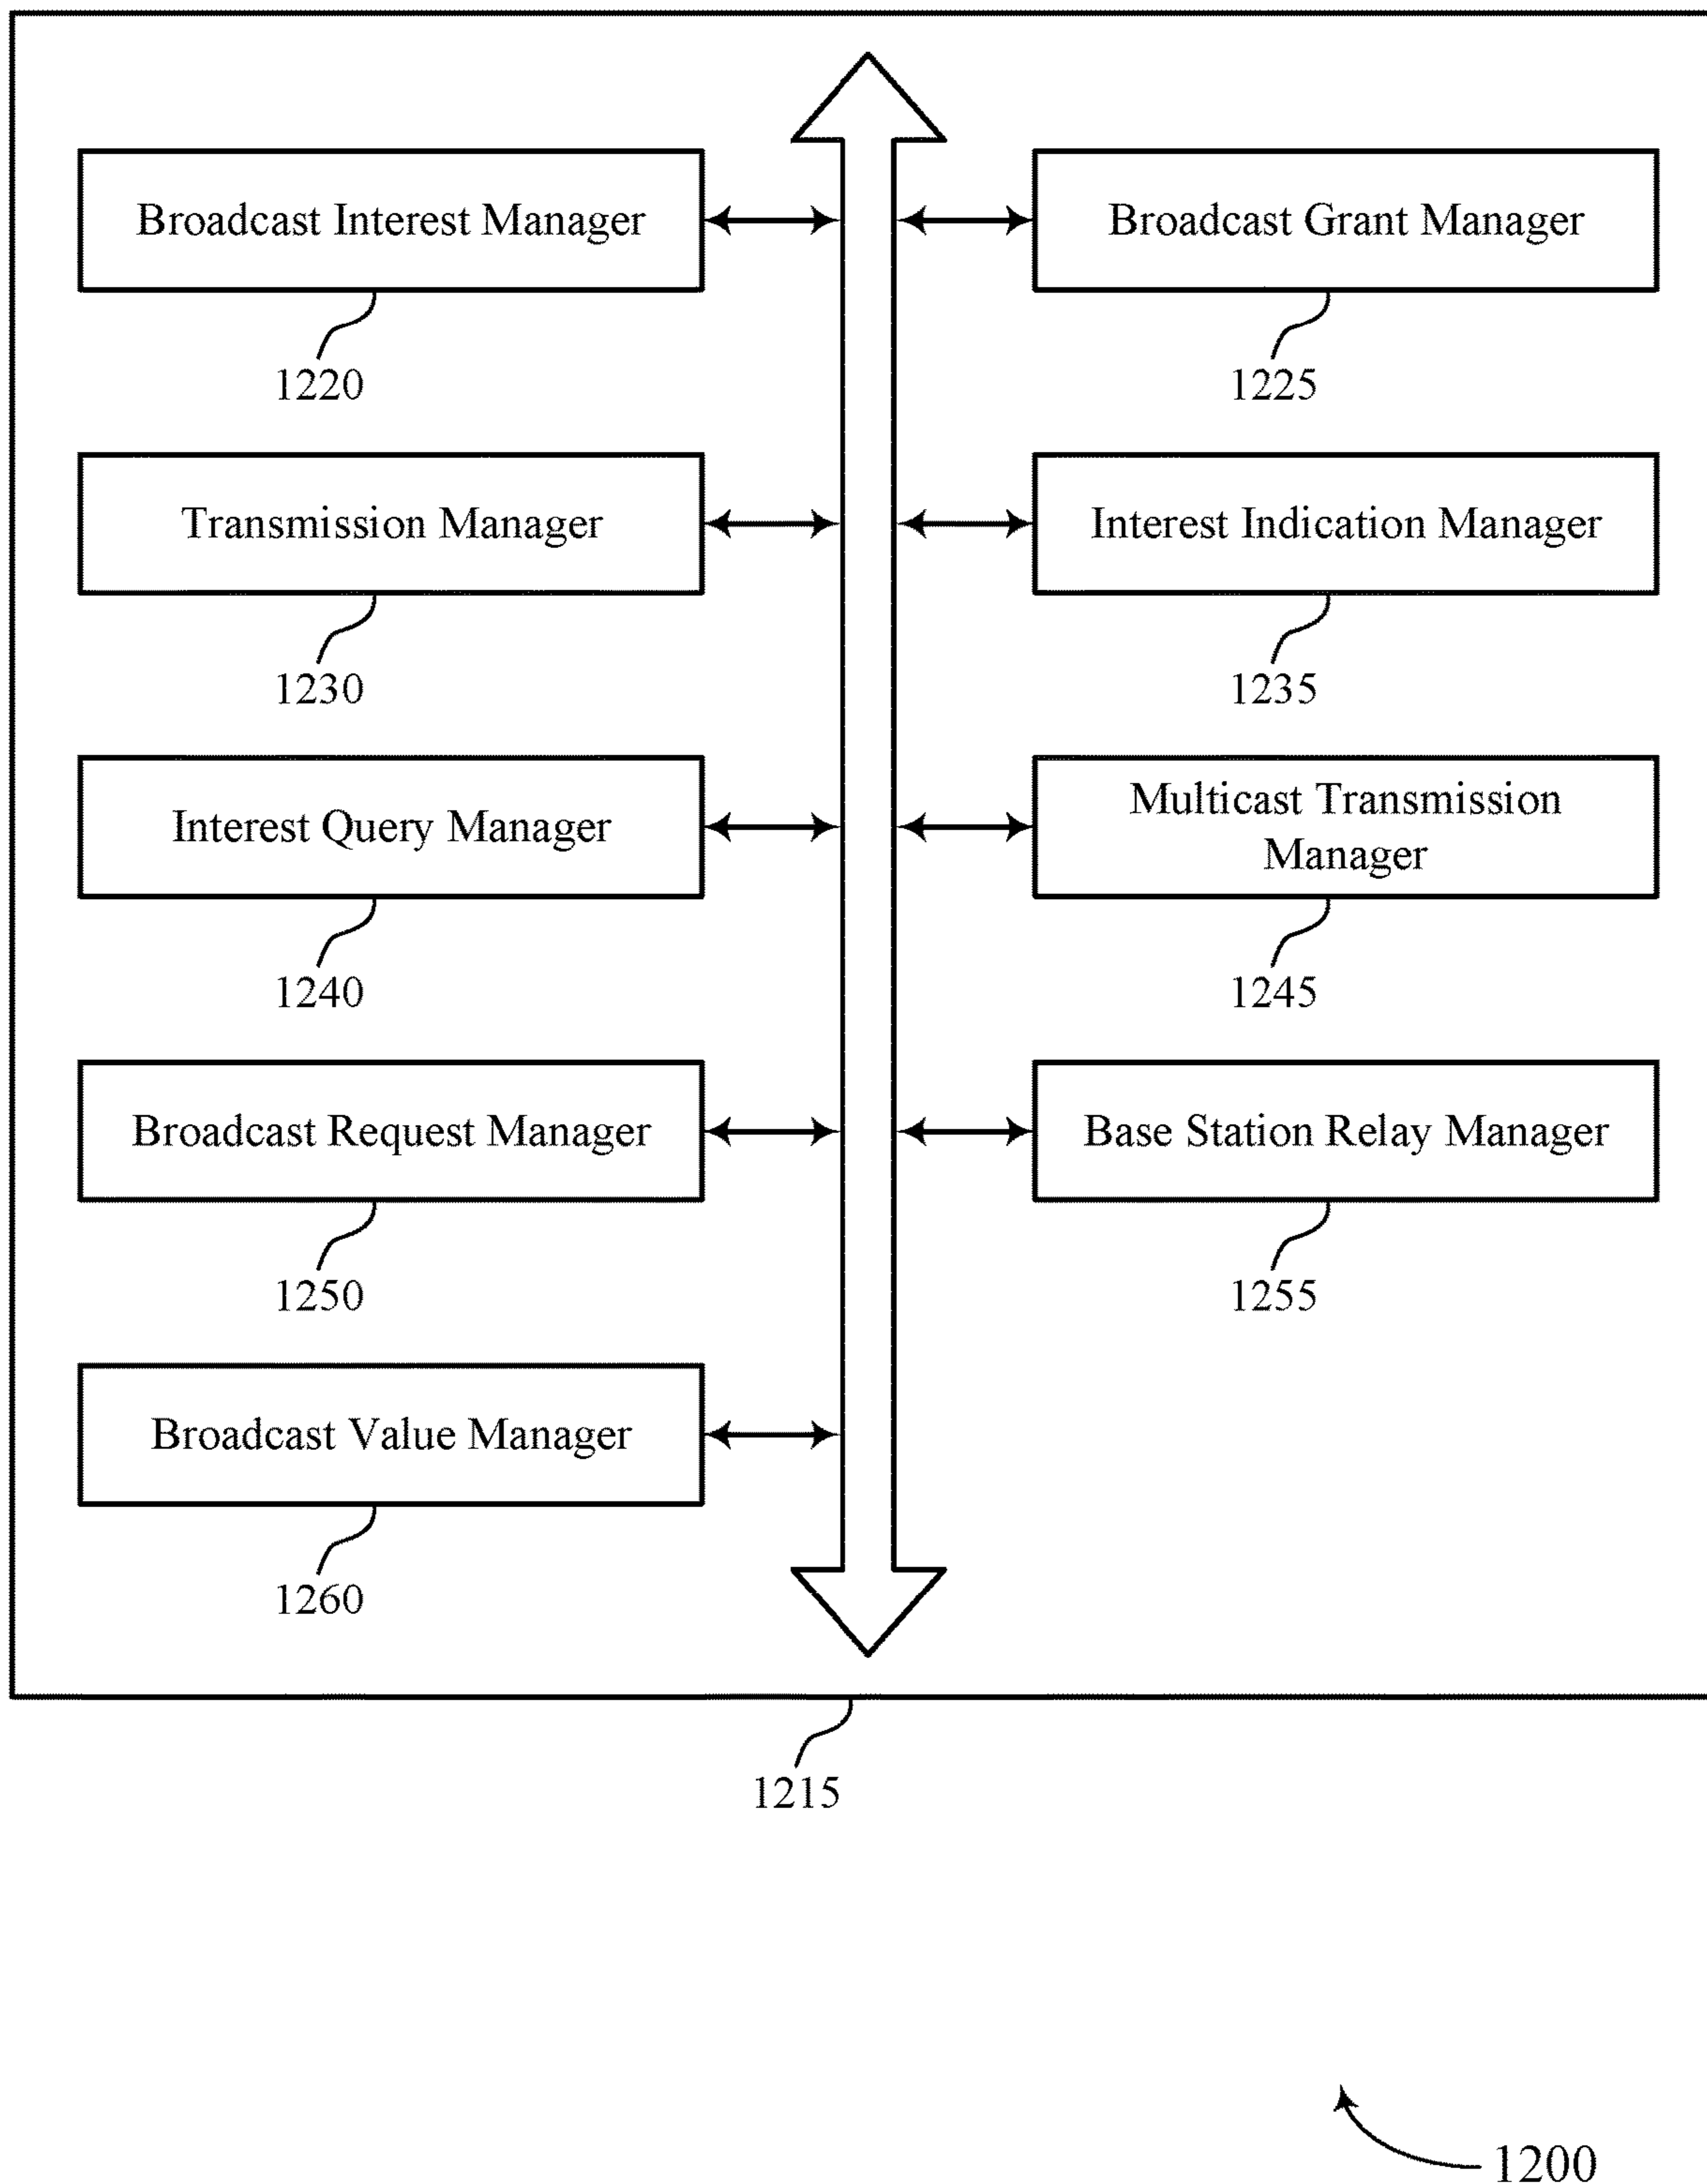 Broadcast Interest Manager
Broadcast Grant Manager
1220
1225
Transmission Manager
Interest Indication Manager
1230
1235
Interest Query Manager
Multicast Transmission
Manager
1240
1245
Broadcast Request Manager
Base Station Relay Manager
1250
1255
Broadcast Value Manager
1260
1215
1200